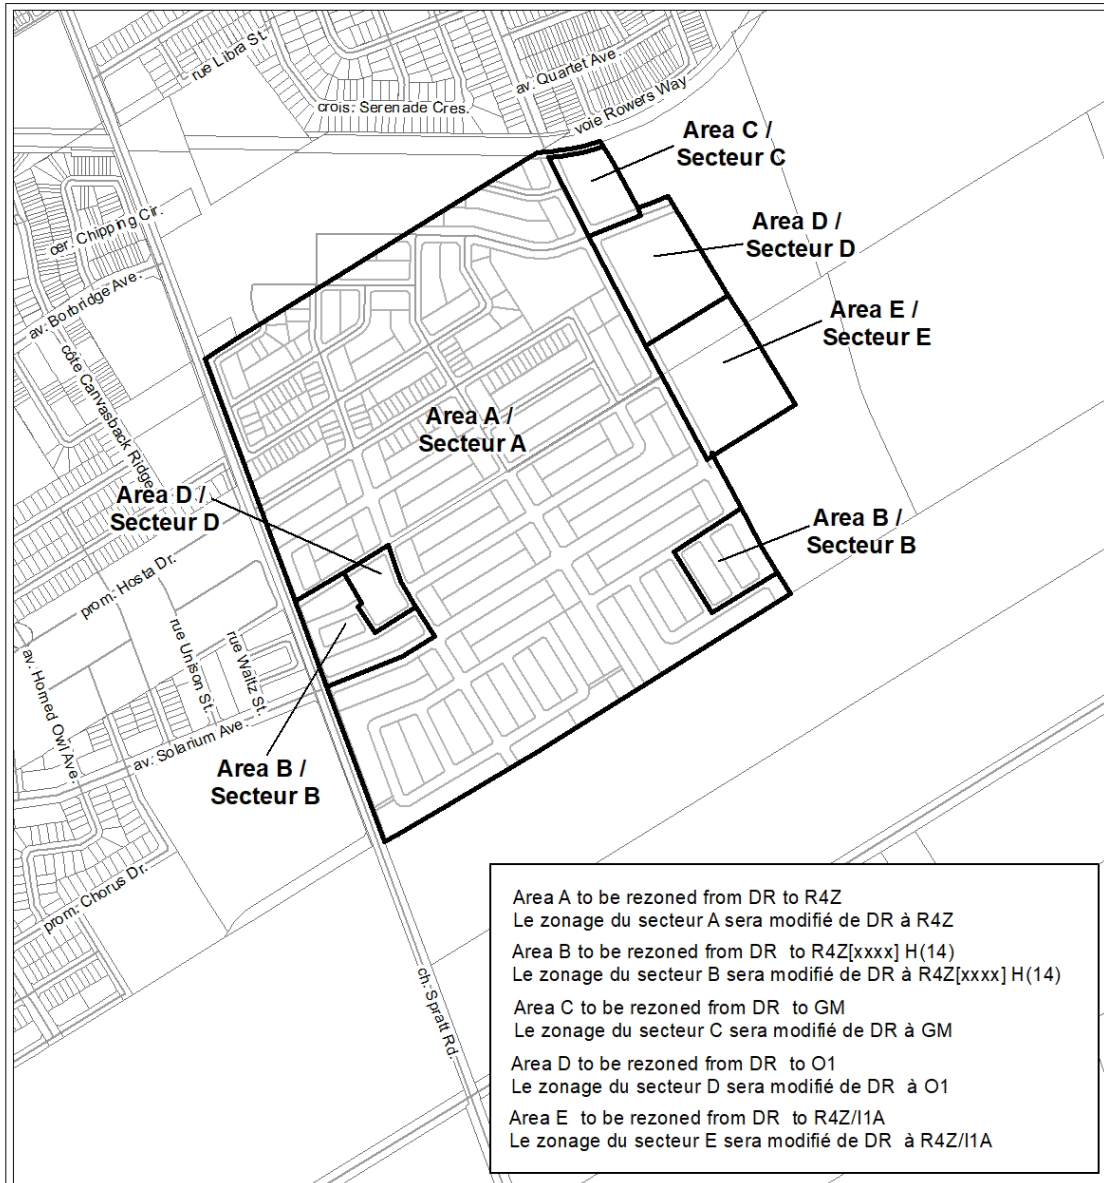 rue Libra St.
av. Quartet Ave.
crois. Serenade Cres.
voie Rowers Way
Area C /
Secteur C
cer. Chipping Cir.
Area D /
Secteur D
av. Borbridge Ave.
Area E /
Secteur E
côte Canvasback Ridge
Area A /
Secteur A
Area D /
Secteur D
Area B /
Secteur B
prom. Hosta Dr.
rue Unison St.
rue Waltz St.
av. Horned Owl Ave.
av. Solarium Ave.
Area B /
Secteur B
prom. Chorus Dr.
ch. Spratt Rd.
Area A to be rezoned from DR to R4Z
Le zonage du secteur A sera modifié de DR à R4Z
Area B to be rezoned from DR to R4Z[xxxx] H(14)
Le zonage du secteur B sera modifié de DR à R4Z[xxxx] H(14)
Area C to be rezoned from DR to GM
Le zonage du secteur C sera modifié de DR à GM
Area D to be rezoned from DR to O1
Le zonage du secteur D sera modifié de DR à O1
Area E to be rezoned from DR to R4Z/I1A
Le zonage du secteur E sera modifié de DR à R4Z/I1A